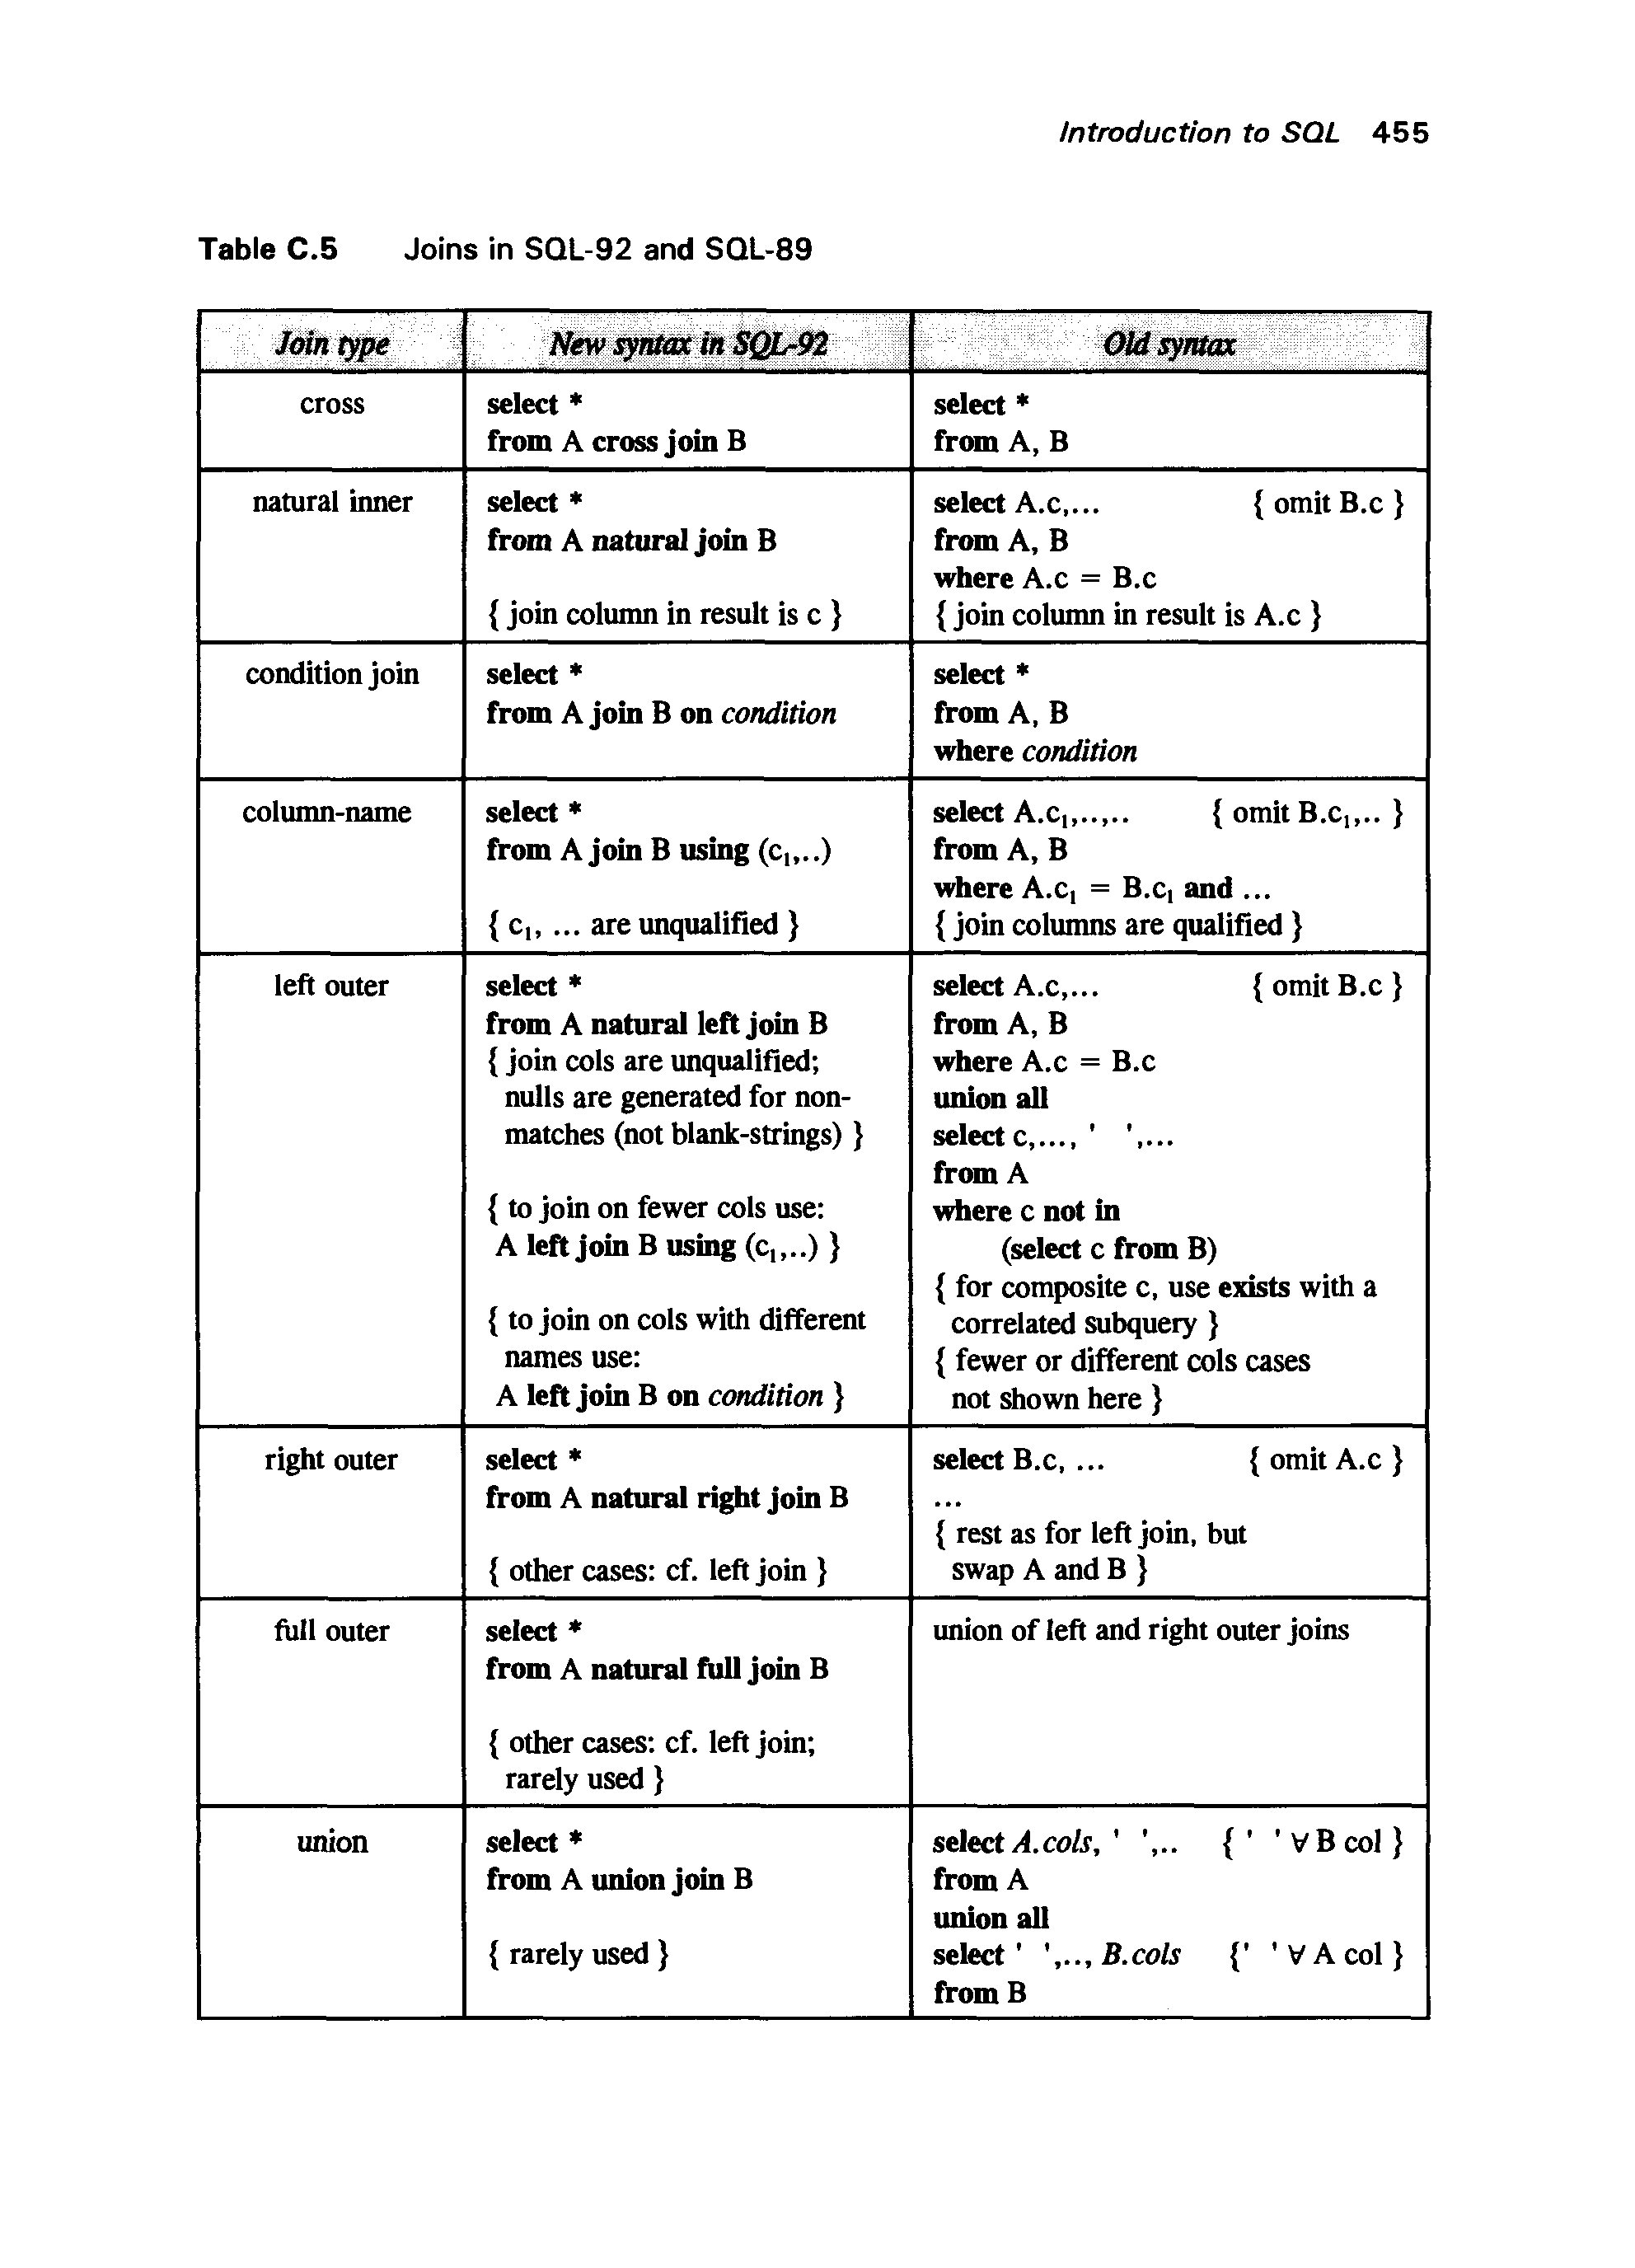 Introduction to SQL 455
Table C.5 Joins in SQL-92 and SQL-89
Join type New syntax in SQL-92 Old syntax
cross
select *
from A cross join B
select *
from A, B
natural inner
select *
from A natural join B
{ join column in result is c }
select A.c,... { omit B.c }
from A, B
where A.c = B.c
{ join column in result is A.c }
condition join
select *
from A join B on condition
select *
from A, B
where condition
column-name
select *
from A join B using (c₁,..)
{ c₁, ... are unqualified }
select A.c₁,..,.. { omit B.c₁,.. }
from A, B
where A.c₁ = B.c₁ and ...
{ join columns are qualified }
left outer
select *
from A natural left join B
{ join cols are unqualified;
nulls are generated for non-
matches (not blank-strings) }
{ to join on fewer cols use:
A left join B using (c₁,..) }
{ to join on cols with different
names use:
A left join B on condition }
select A.c,... { omit B.c }
from A, B
where A.c = B.c
union all
select c,..., ' ',...
from A
where c not in
(select c from B)
{ for composite c, use exists with a
correlated subquery }
{ fewer or different cols cases
not shown here }
right outer
select *
from A natural right join B
{ other cases: cf. left join }
select B.c, ... { omit A.c }
...
{ rest as for left join, but
swap A and B }
full outer
select *
from A natural full join B
{ other cases: cf. left join;
rarely used }
union of left and right outer joins
union
select *
from A union join B
{ rarely used }
select A.cols, ' ',.. { ' ' ∀ B col }
from A
union all
select ' ',.., B.cols {' ' ∀ A col }
from B